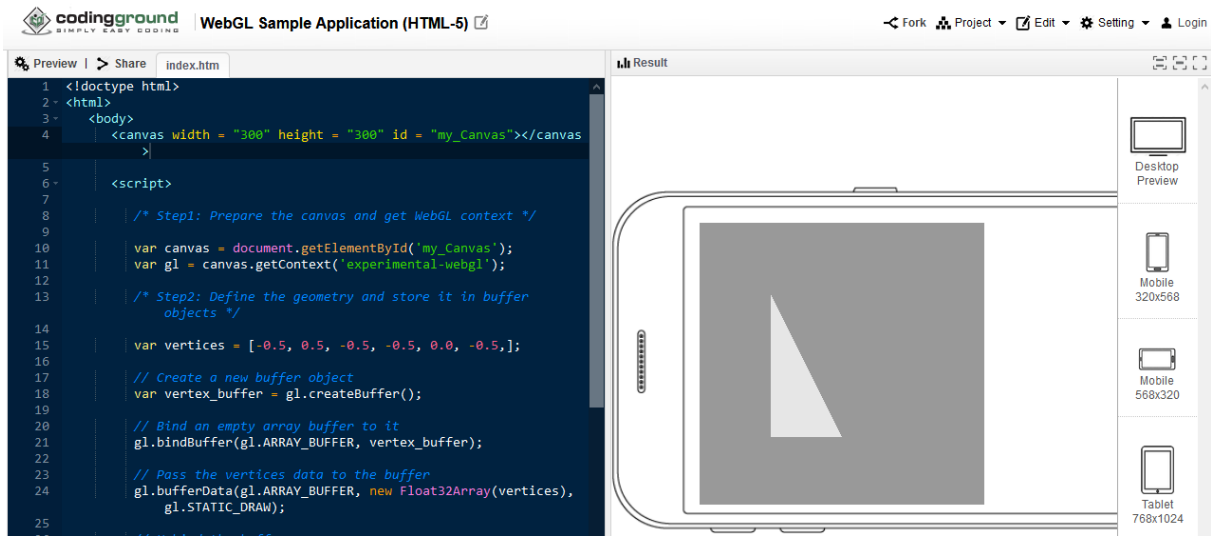 codingground
SIMPLY EASY CODING
WebGL Sample Application (HTML-5)
Fork Project Edit Setting Login
Preview | Share index.htm
Result
1 <!doctype html>
2 <html>
3 <body>
4 <canvas width = "300" height = "300" id = "my_Canvas"></canvas
>
5
6 <script>
7
8 /* Step1: Prepare the canvas and get WebGL context */
9
10 var canvas = document.getElementById('my_Canvas');
11 var gl = canvas.getContext('experimental-webgl');
12
13 /* Step2: Define the geometry and store it in buffer
objects */
14
15 var vertices = [-0.5, 0.5, -0.5, -0.5, 0.0, -0.5,];
16
17 // Create a new buffer object
18 var vertex_buffer = gl.createBuffer();
19
20 // Bind an empty array buffer to it
21 gl.bindBuffer(gl.ARRAY_BUFFER, vertex_buffer);
22
23 // Pass the vertices data to the buffer
24 gl.bufferData(gl.ARRAY_BUFFER, new Float32Array(vertices),
gl.STATIC_DRAW);
25
Desktop
Preview
Mobile
320x568
Mobile
568x320
Tablet
768x1024